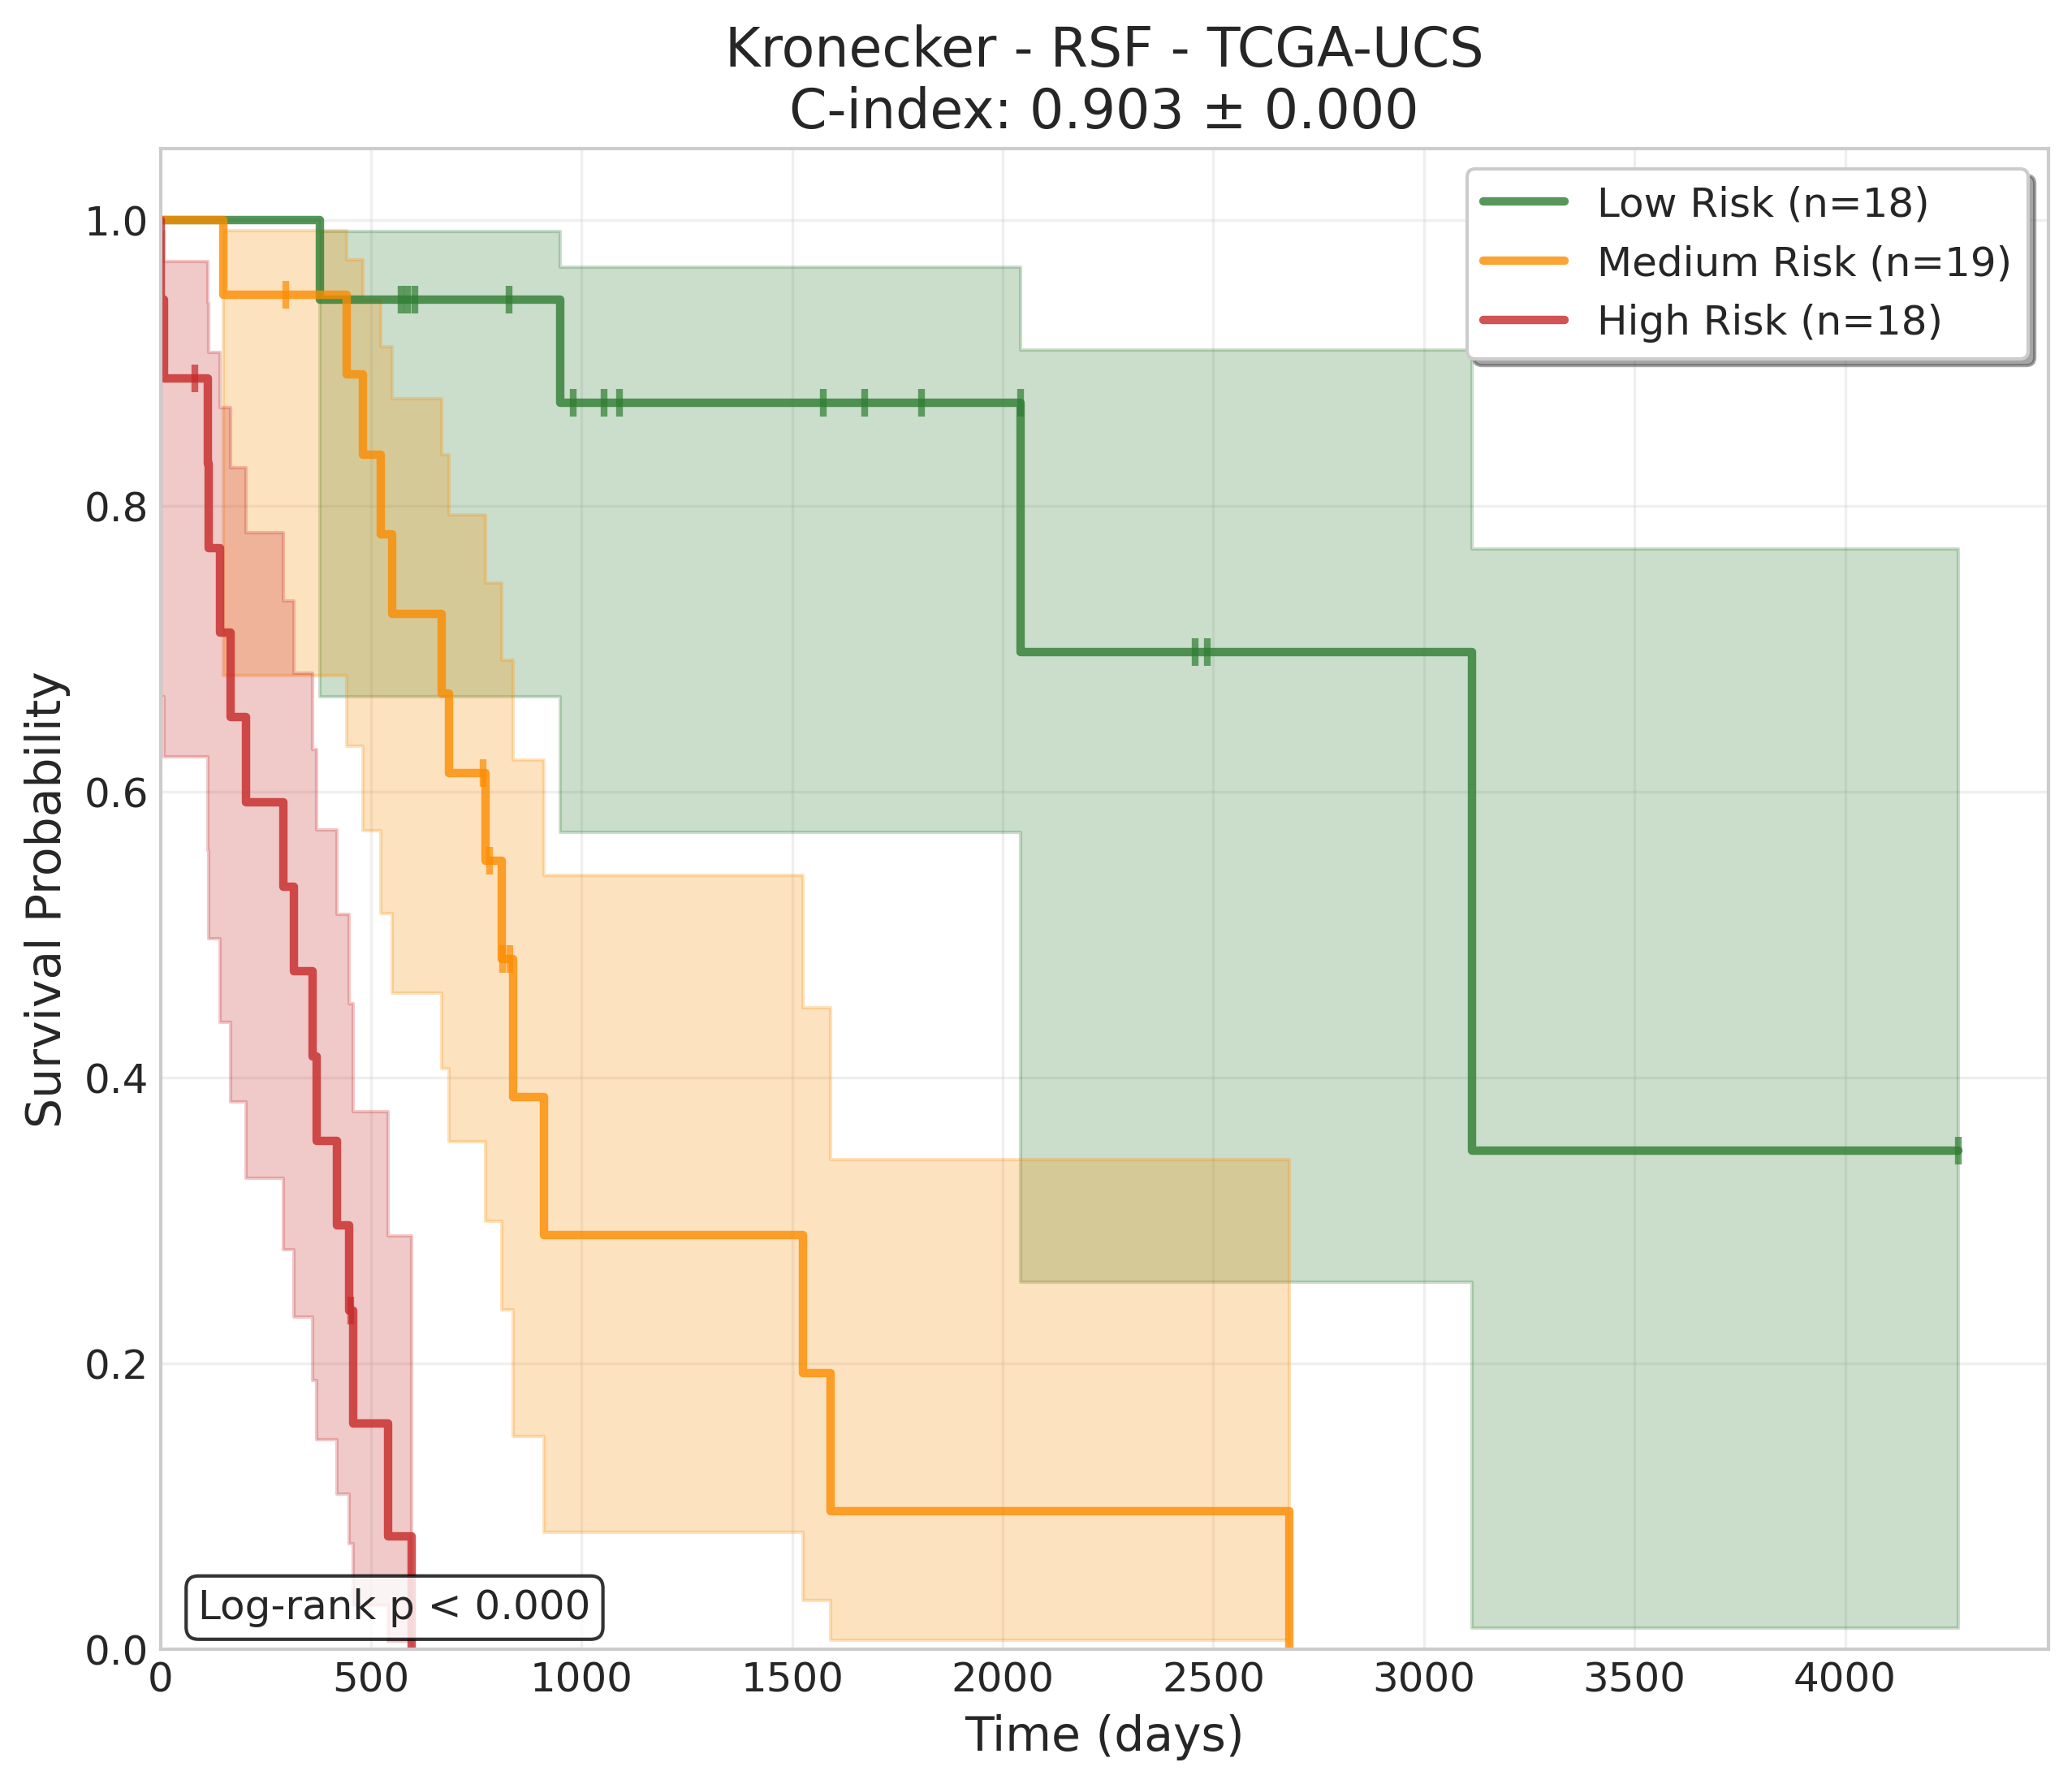 Kronecker - RSF - TCGA-UCS
C-index: 0.903 ± 0.000
Low Risk (n=18)
Medium Risk (n=19)
High Risk (n=18)
Survival Probability
1.0
0.8
0.6
0.4
0.2
0.0
Log-rank p < 0.000
0 500 1000 1500 2000 2500 3000 3500 4000
Time (days)